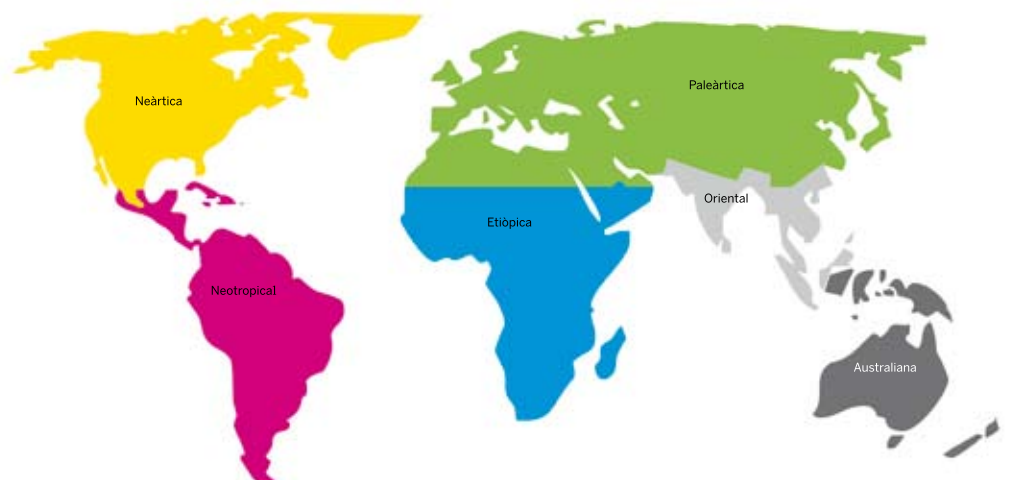 Neàrtica
Paleàrtica
Oriental
Etiòpica
Neotropical
Australiana